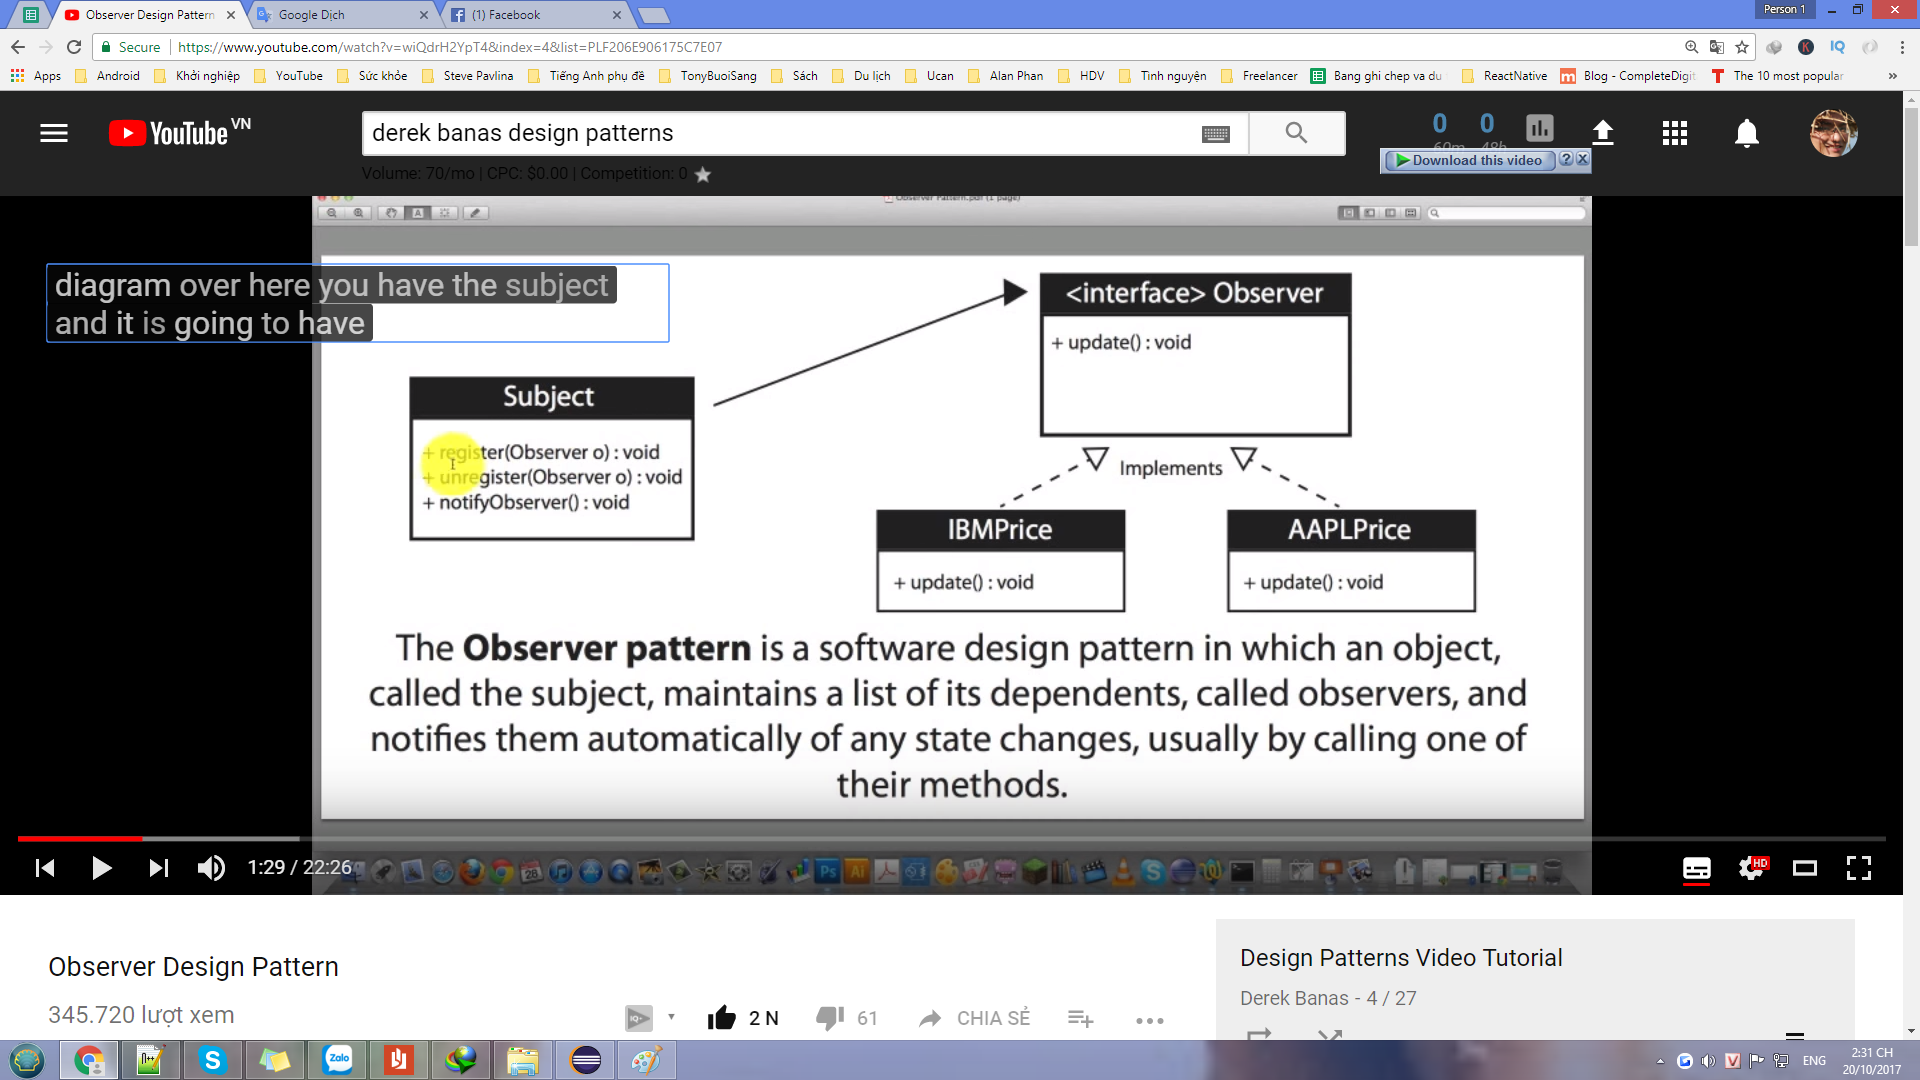 Observer Design Pattern
Google Dịch
(1) Facebook
Person 1
Secure
https://www.youtube.com/watch?v=wiQdrH2YpT4&index=4&list=PLF206E906175C7E07
Apps
Android
Khởi nghiệp
YouTube
Sức khỏe
Steve Pavlina
Tiếng Anh phụ đề
TonyBuoiSang
Sách
Du lịch
Ucan
Alan Phan
HDV
Tình nguyện
Freelancer
Bang ghi chep va du
ReactNative
Blog - CompleteDigit
The 10 most popular
YouTube VN
derek banas design patterns
0 0
60m 48h
Download this video
Volume: 70/mo | CPC: $0.00 | Competition: 0
Observer Pattern.pdf (1 page)
diagram over here you have the subject
and it is going to have
<interface> Observer
+ update() : void
Subject
+ register(Observer o) : void
+ unregister(Observer o) : void
+ notifyObserver() : void
Implements
IBMPrice
+ update() : void
AAPLPrice
+ update() : void
The Observer pattern is a software design pattern in which an object,
called the subject, maintains a list of its dependents, called observers, and
notifies them automatically of any state changes, usually by calling one of
their methods.
1:29 / 22:26
HD
Observer Design Pattern
345.720 lượt xem
2 N
61
CHIA SẺ
Design Patterns Video Tutorial
Derek Banas - 4 / 27
Zalo
ENG
2:31 CH
20/10/2017